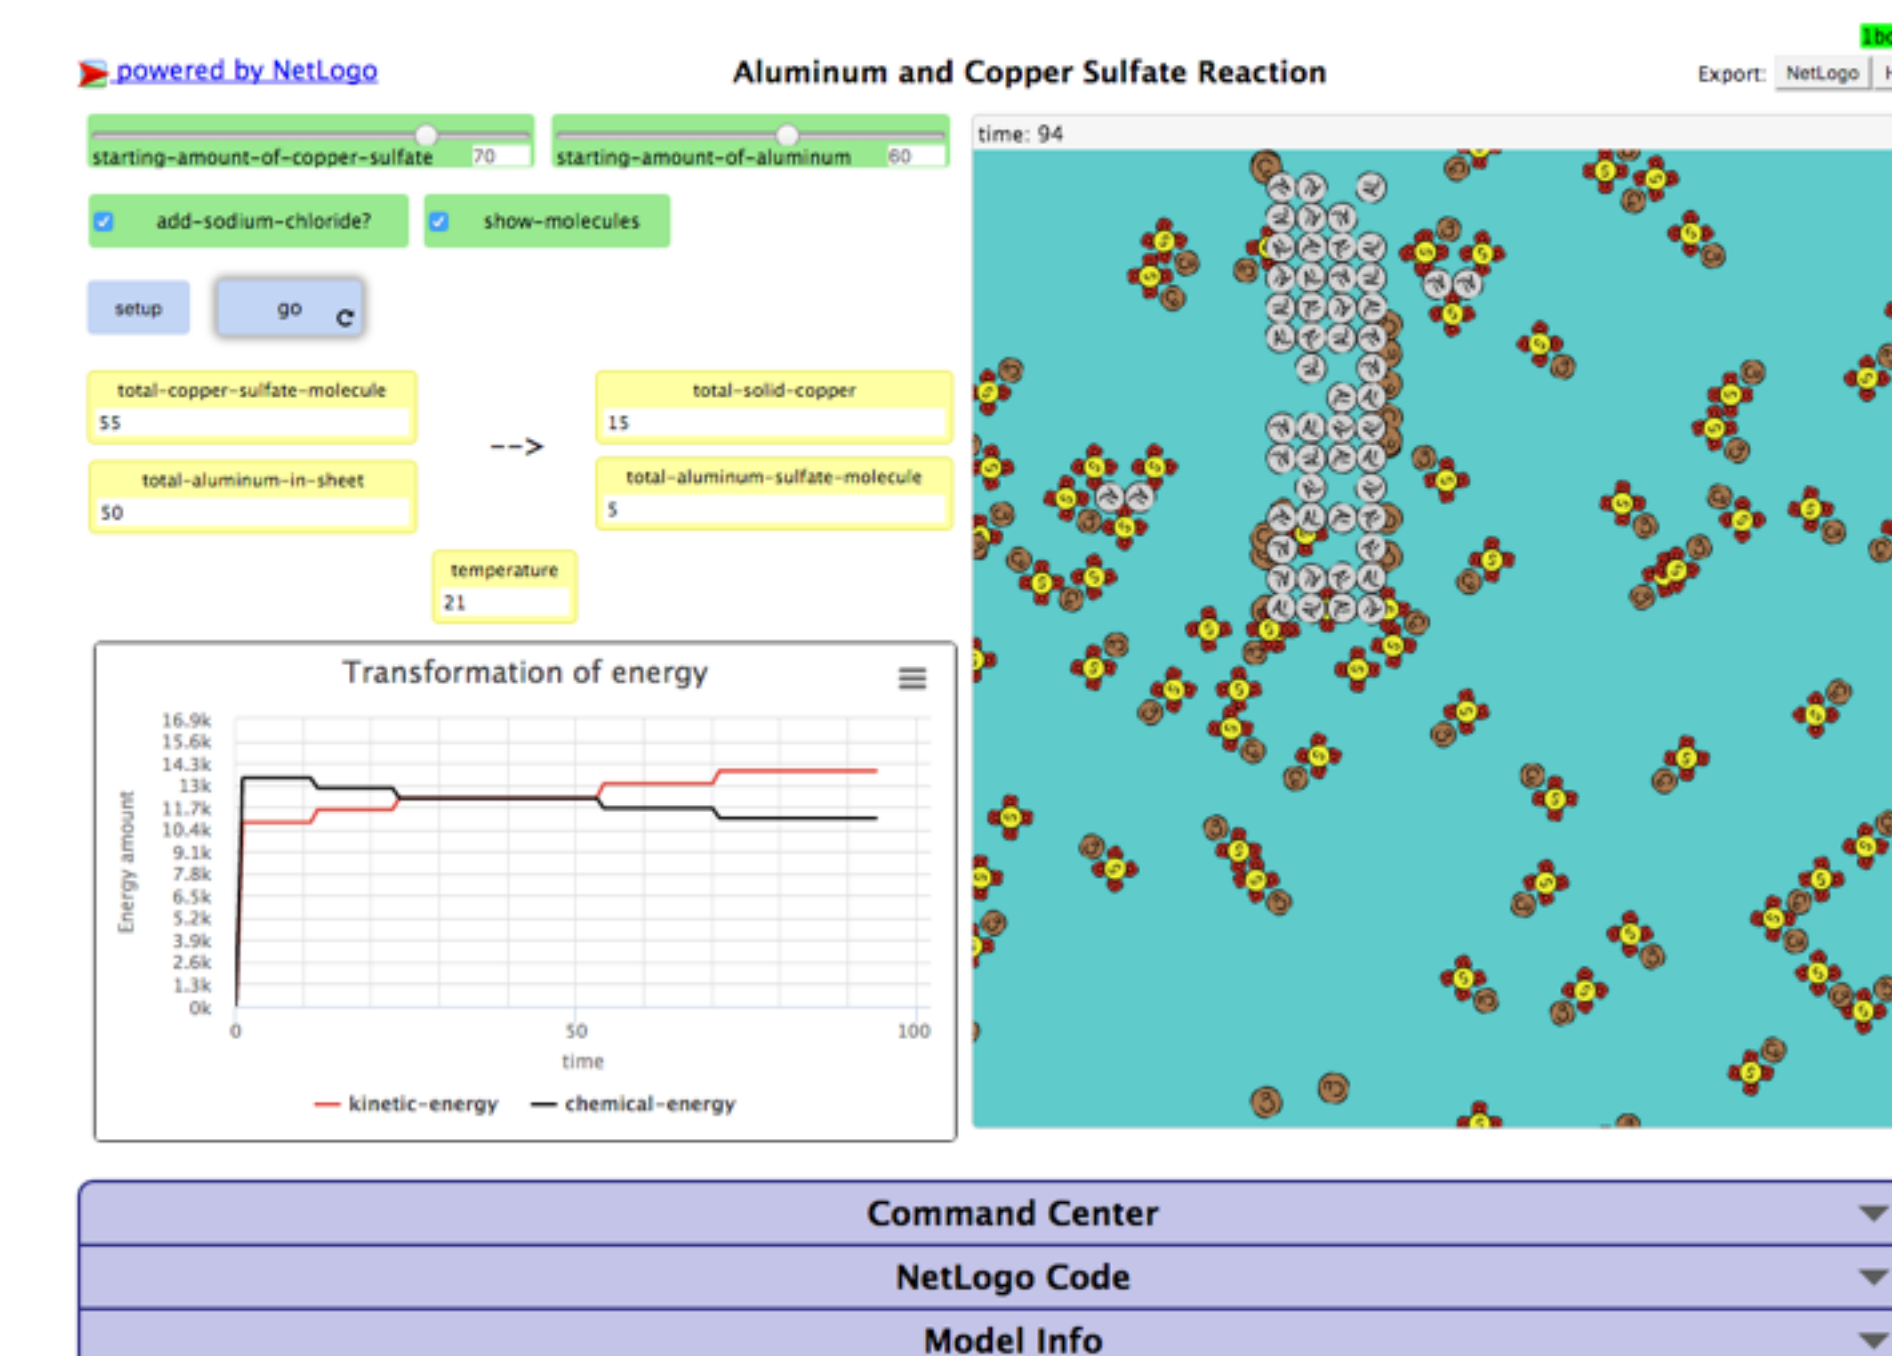 powered by NetLogo
Aluminum and Copper Sulfate Reaction
Export: NetLogo
starting-amount-of-copper-sulfate 70
starting-amount-of-aluminum 60
time: 94
add-sodium-chloride?
show-molecules
setup
go
total-copper-sulfate-molecule
55
total-solid-copper
15
-->
total-aluminum-in-sheet
50
total-aluminum-sulfate-molecule
5
temperature
21
Transformation of energy
Energy amount
16.9k
15.6k
14.3k
13k
11.7k
10.4k
9.1k
7.8k
6.5k
5.2k
3.9k
2.6k
1.3k
0k
0 50 100
time
kinetic-energy chemical-energy
Command Center
NetLogo Code
Model Info